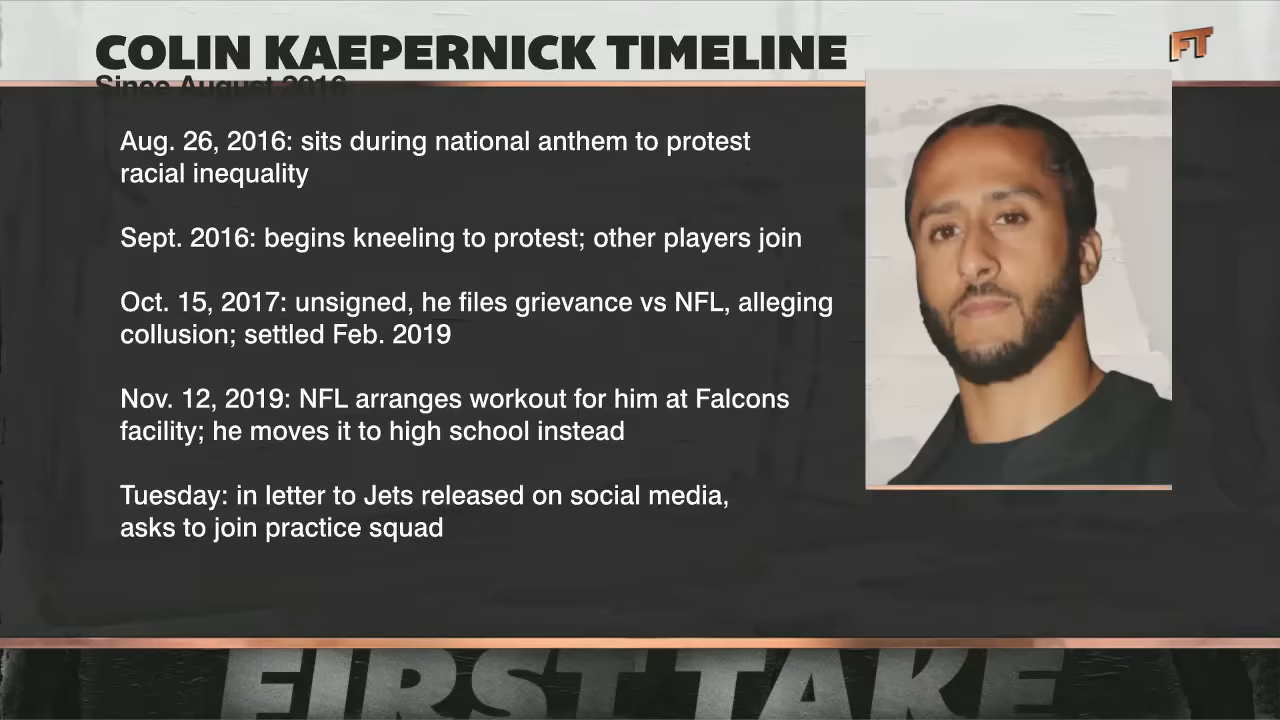 COLIN KAEPERNICK TIMELINE
FT
Since August 2016
Aug. 26, 2016: sits during national anthem to protest
racial inequality
Sept. 2016: begins kneeling to protest; other players join
Oct. 15, 2017: unsigned, he files grievance vs NFL, alleging
collusion; settled Feb. 2019
Nov. 12, 2019: NFL arranges workout for him at Falcons
facility; he moves it to high school instead
Tuesday: in letter to Jets released on social media,
asks to join practice squad
FIRST TAKE